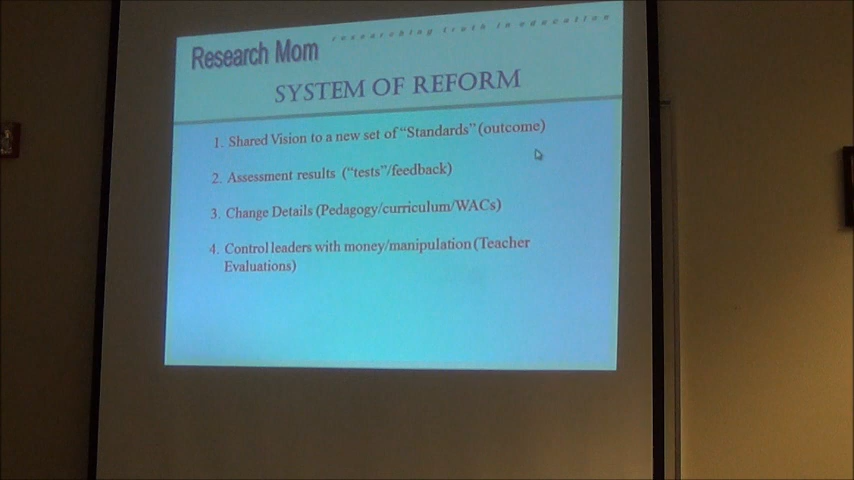 researching truth in education
Research Mom
SYSTEM OF REFORM
1. Shared Vision to a new set of "Standards" (outcome)
2. Assessment results ("tests"/feedback)
3. Change Details (Pedagogy/curriculum/WACs)
4. Control leaders with money/manipulation (Teacher
Evaluations)